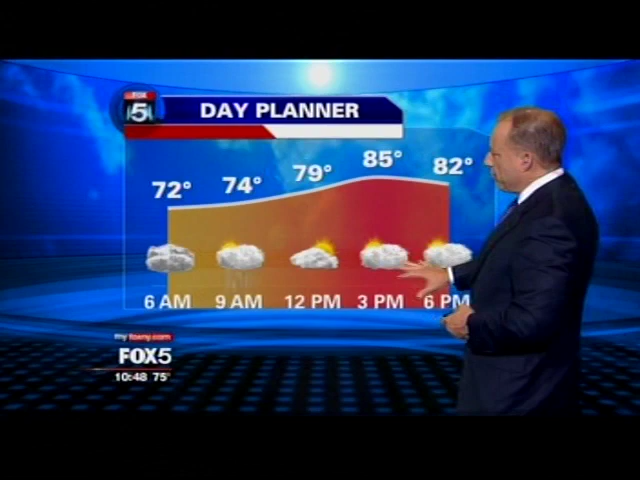 FOX
5
DAY PLANNER
72° 74° 79° 85° 82°
6 AM 9 AM 12 PM 3 PM 6 PM
my foxny.com
FOX5
10:48 75°